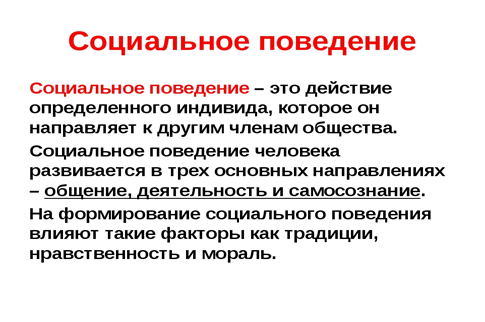 Социальное поведение
Социальное поведение – это действие
определенного индивида, которое он
направляет к другим членам общества.
Социальное поведение человека
развивается в трех основных направлениях
– общение, деятельность и самосознание.
На формирование социального поведения
влияют такие факторы как традиции,
нравственность и мораль.